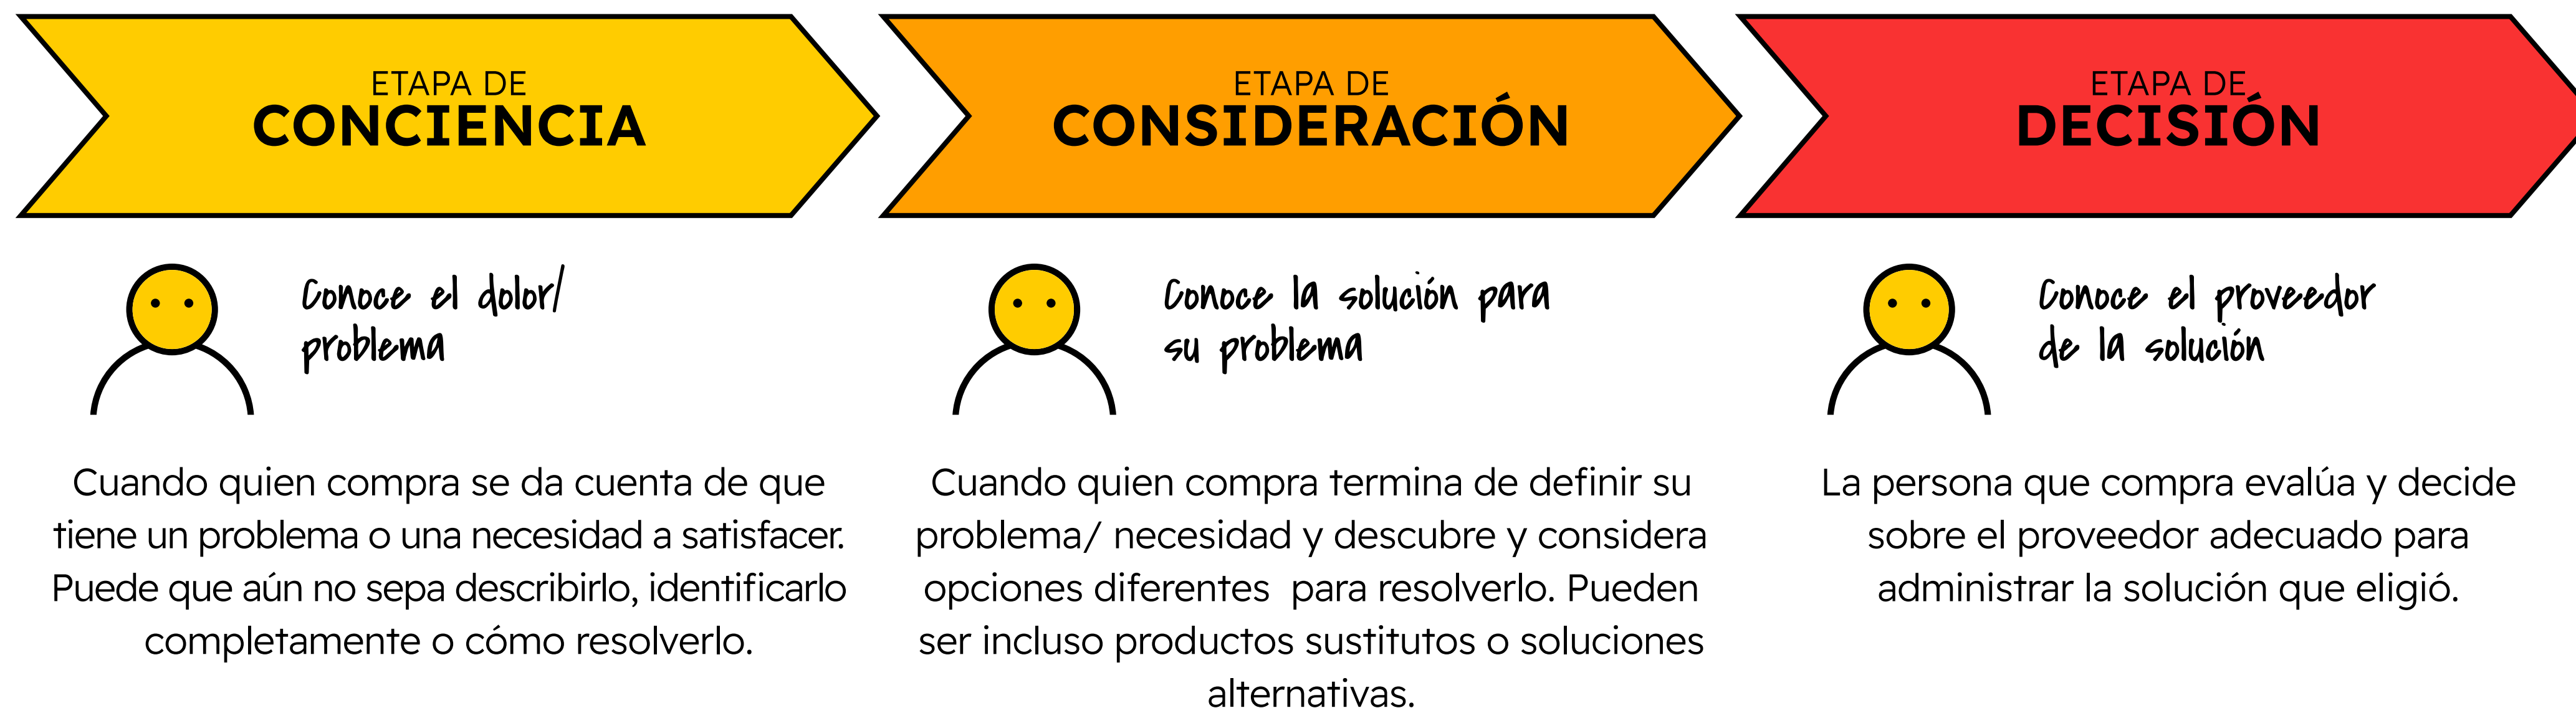 ETAPA DE
CONCIENCIA
Conoce el dolor/
problema
Cuando quien compra se da cuenta de que
tiene un problema o una necesidad a satisfacer.
Puede que aún no sepa describirlo, identificarlo
completamente o cómo resolverlo.
ETAPA DE
CONSIDERACIÓN
Conoce la solución para
su problema
Cuando quien compra termina de definir su
problema/ necesidad y descubre y considera
opciones diferentes  para resolverlo. Pueden
ser incluso productos sustitutos o soluciones
alternativas.
ETAPA DE
DECISIÓN
Conoce el proveedor
de la solución
La persona que compra evalúa y decide
sobre el proveedor adecuado para
administrar la solución que eligió.